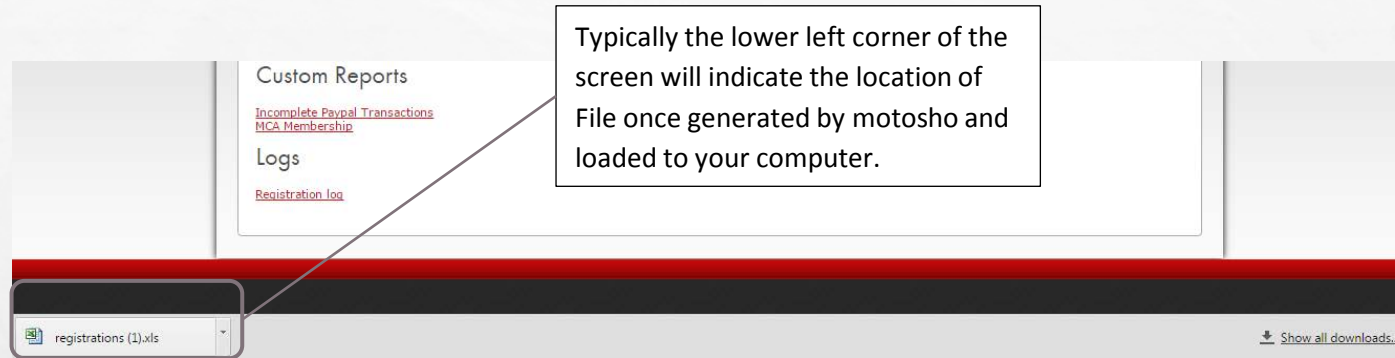 Typically the lower left corner of the
screen will indicate the location of
File once generated by motosho and
loaded to your computer.
Custom Reports
Incomplete Paypal Transactions
MCA Membership
Logs
Registration log
registrations (1).xls
Show all downloads.